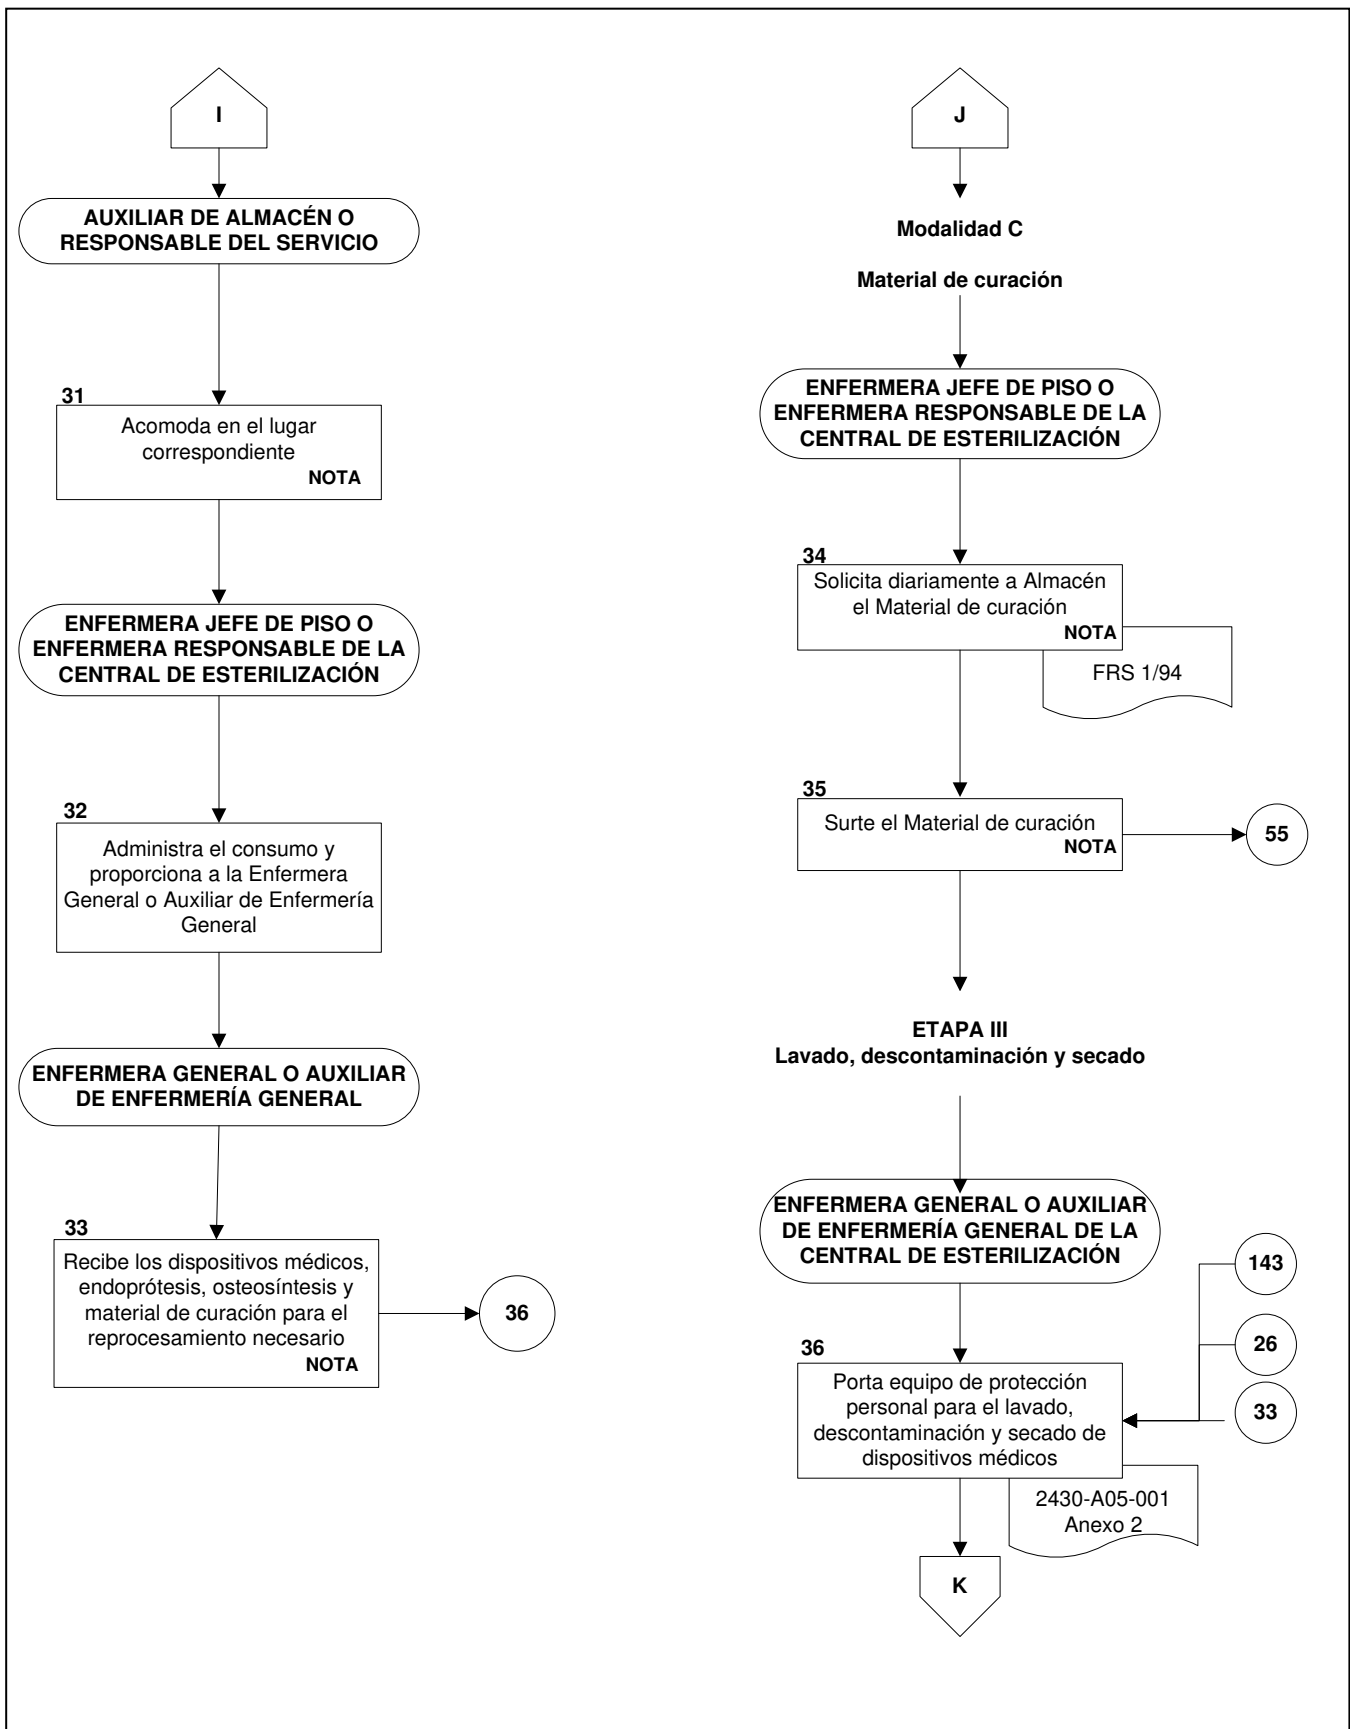 I
AUXILIAR DE ALMACÉN O
RESPONSABLE DEL SERVICIO
31
Acomoda en el lugar
correspondiente
NOTA
ENFERMERA JEFE DE PISO O
ENFERMERA RESPONSABLE DE LA
CENTRAL DE ESTERILIZACIÓN
32
Administra el consumo y
proporciona a la Enfermera
General o Auxiliar de Enfermería
General
ENFERMERA GENERAL O AUXILIAR
DE ENFERMERÍA GENERAL
33
Recibe los dispositivos médicos,
endoprótesis, osteosíntesis y
material de curación para el
reprocesamiento necesario
NOTA
36
J
Modalidad C
Material de curación
ENFERMERA JEFE DE PISO O
ENFERMERA RESPONSABLE DE LA
CENTRAL DE ESTERILIZACIÓN
34
Solicita diariamente a Almacén
el Material de curación
NOTA
FRS 1/94
35
Surte el Material de curación
NOTA
55
ETAPA III
Lavado, descontaminación y secado
ENFERMERA GENERAL O AUXILIAR
DE ENFERMERÍA GENERAL DE LA
CENTRAL DE ESTERILIZACIÓN
143
26
33
36
Porta equipo de protección
personal para el lavado,
descontaminación y secado de
dispositivos médicos
2430-A05-001
Anexo 2
K